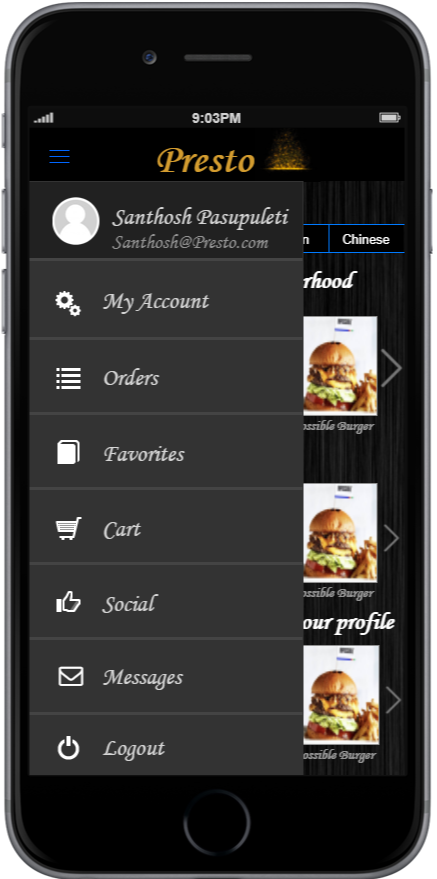 9:03PM
Presto
Santhosh Pasupuleti
Santhosh@Presto.com
n
Chinese
rhood
My Account
Orders
ossible Burger
Favorites
Cart
ossible Burger
Social
our profile
Messages
Logout
ossible Burger